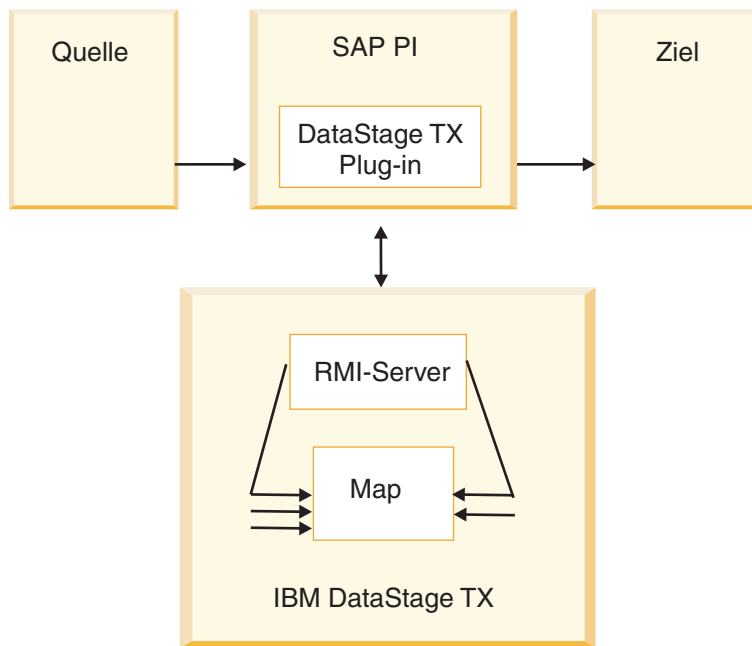 Quelle
SAP PI
Ziel
DataStage TX
Plug-in
RMI-Server
Map
IBM DataStage TX